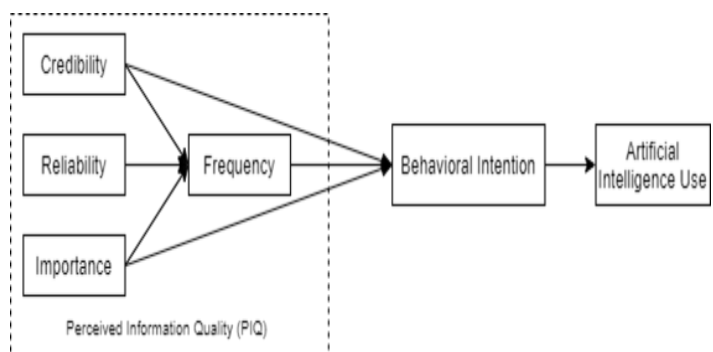 Credibility
Reliability
Frequency
Behavioral Intention
Artificial
Intelligence Use
Importance
Perceived Information Quality (PIQ)